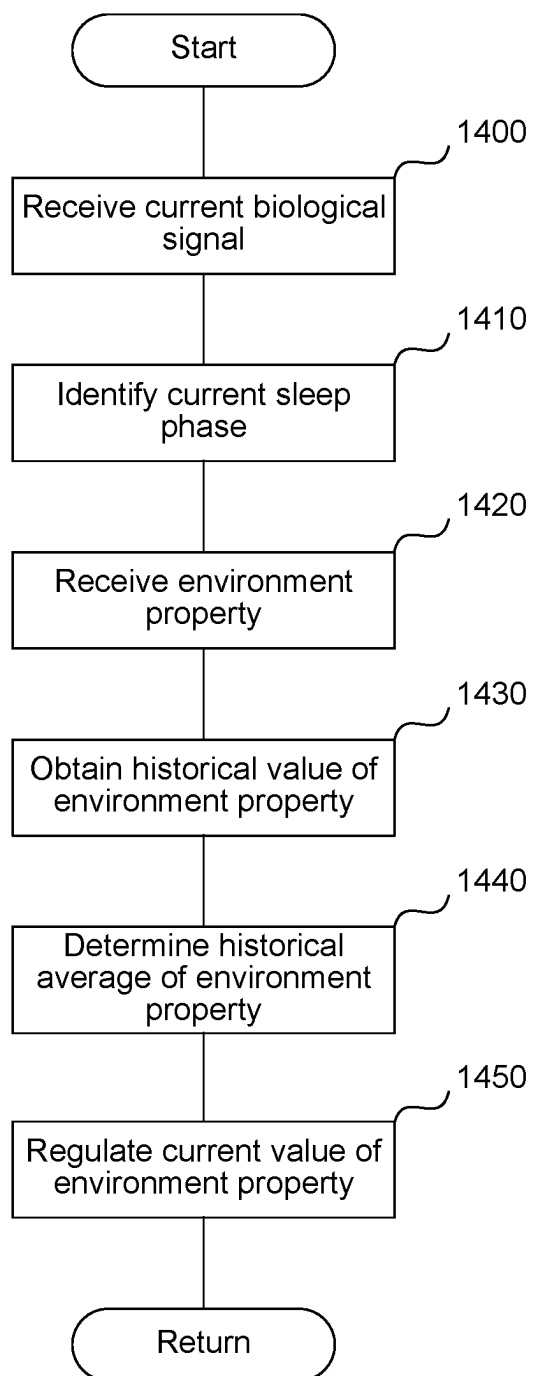 Start
1400
Receive current biological
signal
1410
Identify current sleep
phase
1420
Receive environment
property
1430
Obtain historical value of
environment property
1440
Determine historical
average of environment
property
1450
Regulate current value of
environment property
Return